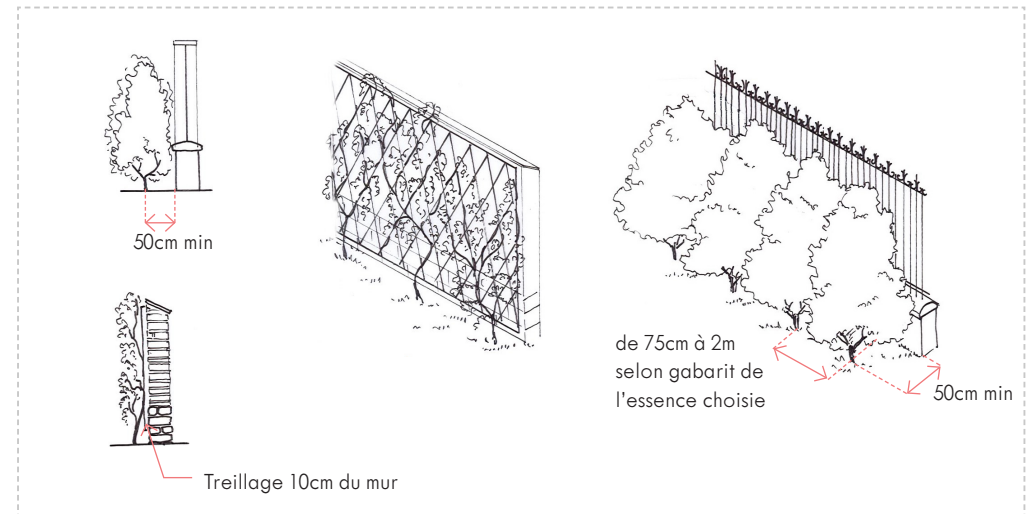 50cm min
Treillage 10cm du mur
de 75cm à 2m
selon gabarit de
l'essence choisie
50cm min